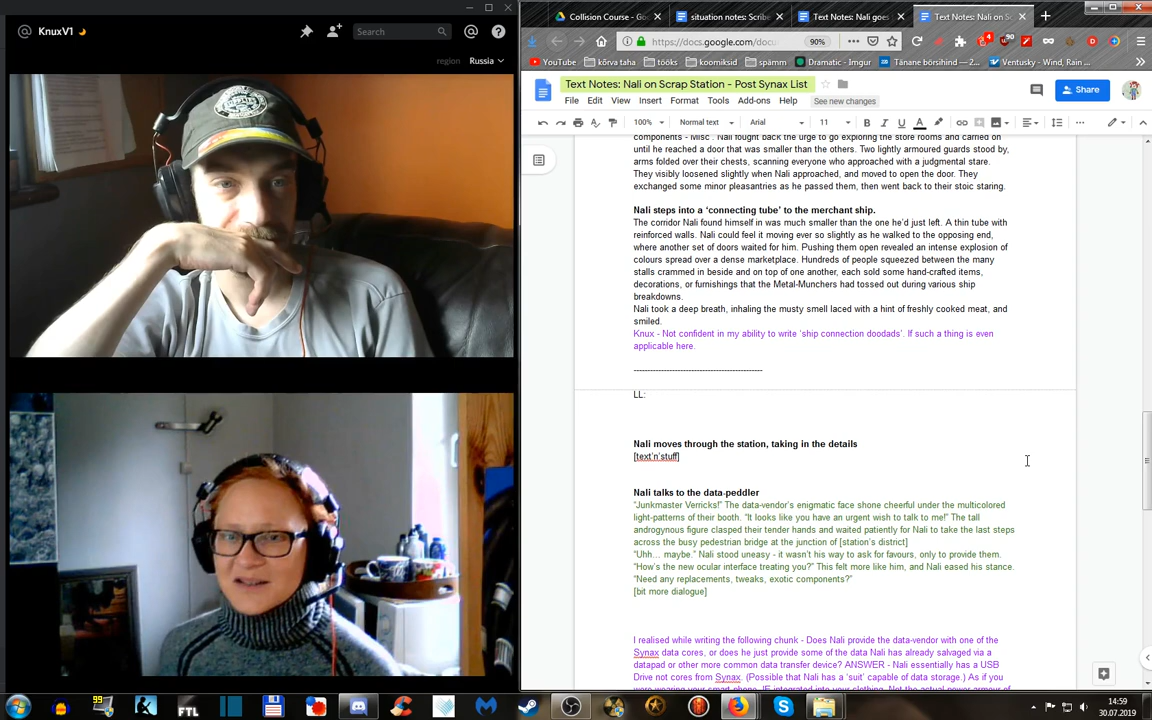 KnuxV1
Search
region Russia
Collision Course - Goo
situation notes: Scribe
Text Notes: Nali goes
Text Notes: Nali on S
https://docs.google.com/docu
90%
YouTube
kõrva taha
tööks
koomiksid
spämm
Dramatic - Imgur
Tänane börsihind — Z...
Ventusky - Wind, Rain ...
Text Notes: Nali on Scrap Station - Post Synax List
File Edit View Insert Format Tools Add-ons Help See new changes
Share
100% Normal text Arial 11
components - Misc'. Nali fought back the urge to go exploring the store rooms and carried on
until he reached a door that was smaller than the others. Two lightly armoured guards stood by,
arms folded over their chests, scanning everyone who approached with a judgmental stare.
They visibly loosened slightly when Nali approached, and moved to open the door. They
exchanged some minor pleasantries as he passed them, then went back to their stoic staring.
Nali steps into a ‘connecting tube’ to the merchant ship.
The corridor Nali found himself in was much smaller than the one he’d just left. A thin tube with
reinforced walls. Nali could feel it moving ever so slightly as he walked to the opposing end,
where another set of doors waited for him. Pushing them open revealed an intense explosion of
colours spread over a dense marketplace. Hundreds of people squeezed between the many
stalls crammed in beside and on top of one another, each sold some hand-crafted items,
decorations, or furnishings that the Metal-Munchers had tossed out during various ship
breakdowns.
Nali took a deep breath, inhaling the musty smell laced with a hint of freshly cooked meat, and
smiled.
Knux - Not confident in my ability to write ‘ship connection doodads’. If such a thing is even
applicable here.
----------------------------------------------
LL:
Nali moves through the station, taking in the details
[text’n’stuff]
Nali talks to the data-peddler
“Junkmaster Verricks!” The data-vendor’s enigmatic face shone cheerful under the multicolored
light-patterns of their booth. “It looks like you have an urgent wish to talk to me!” The tall
androgynous figure clasped their tender hands and waited patiently for Nali to take the last steps
across the busy pedestrian bridge at the junction of [station’s district]
“Uhh... maybe.” Nali stood uneasy - it wasn’t his way to ask for favours, only to provide them.
“How’s the new ocular interface treating you?” This felt more like him, and Nali eased his stance.
“Need any replacements, tweaks, exotic components?”
[bit more dialogue]
I realised while writing the following chunk - Does Nali provide the data-vendor with one of the
Synax data cores, or does he just provide some of the data Nali has already salvaged via a
datapad or other more common data transfer device? ANSWER - Nali essentially has a USB
Drive not cores from Synax. (Possible that Nali has a ‘suit’ capable of data storage.) As if you
FTL
14:59
30.07.2019